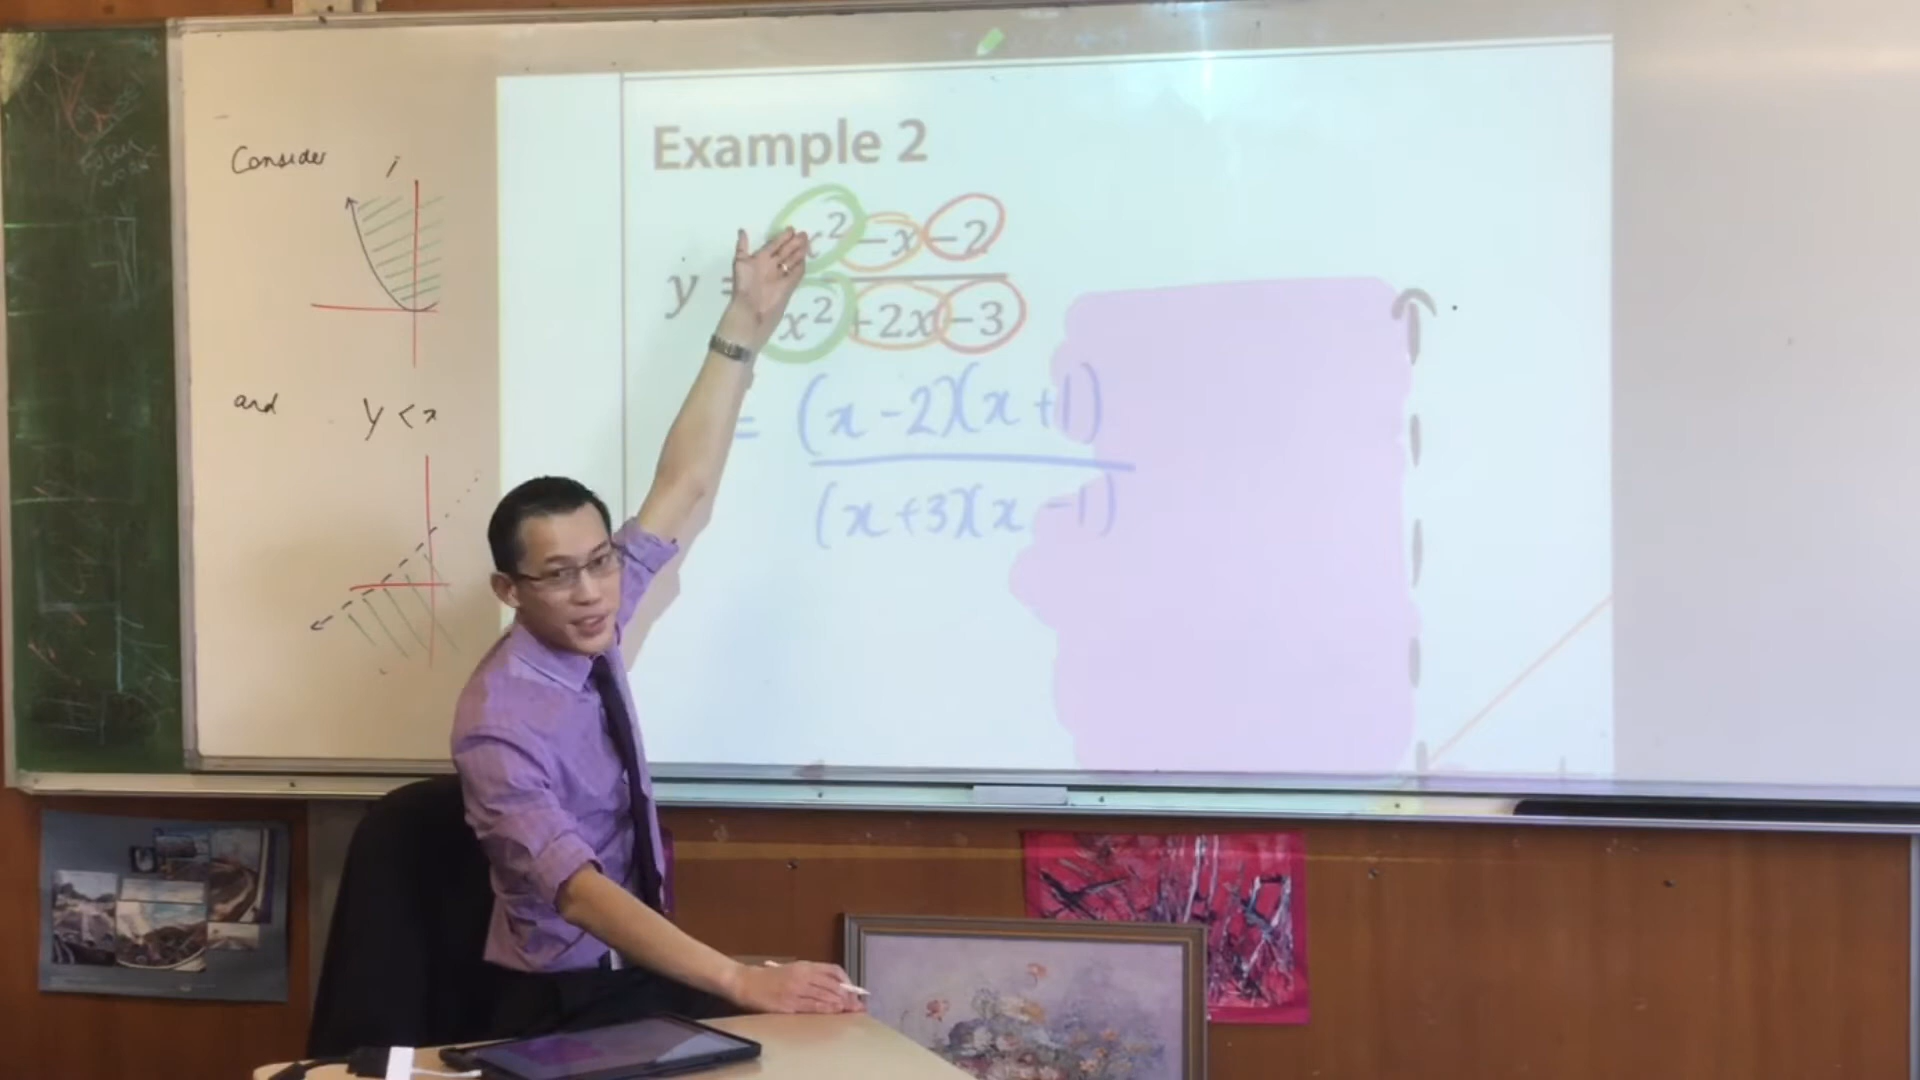 Consider
and
y < x
Example 2
y = x² - x - 2
x² + 2x - 3
= (x - 2)(x + 1)
(x + 3)(x - 1)